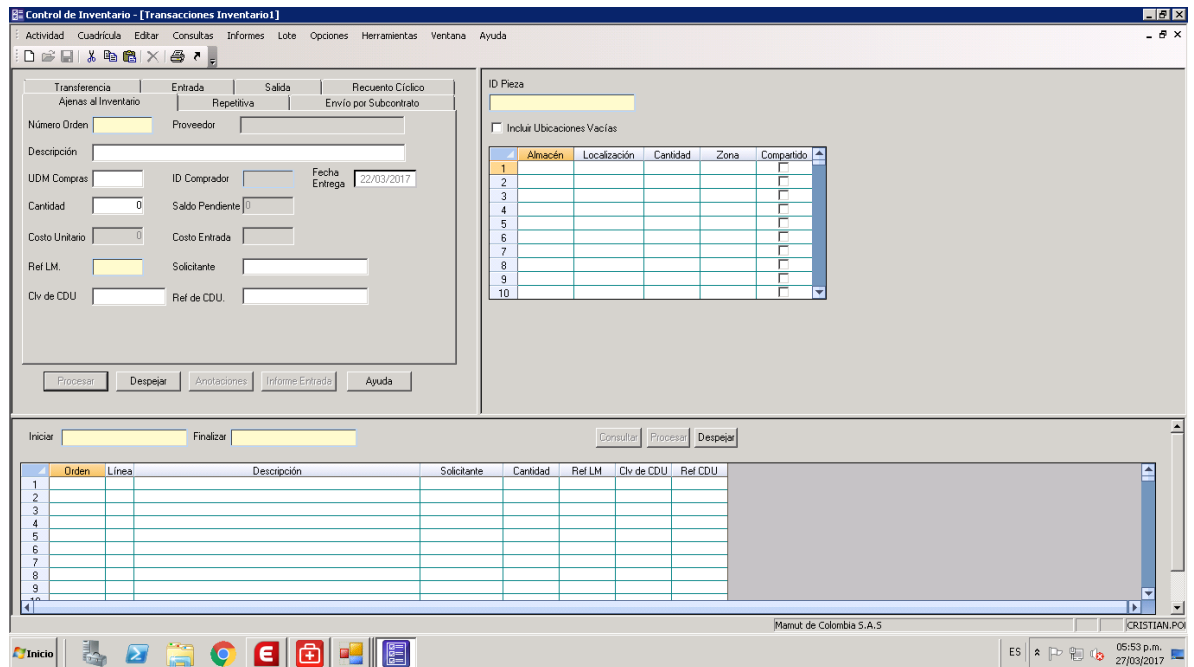 Control de Inventario - [Transacciones Inventario1]
Actividad Cuadrícula Editar Consultas Informes Lote Opciones Herramientas Ventana Ayuda
Transferencia Entrada Salida Recuento Cíclico
Ajenas al Inventario Repetitiva Envío por Subcontrato
Número Orden Proveedor
Descripción
UDM Compras ID Comprador Fecha Entrega 22/03/2017
Cantidad 0 Saldo Pendiente 0
Costo Unitario 0 Costo Entrada
Ref LM. Solicitante
Clv de CDU Ref de CDU.
Procesar Despejar Anotaciones Informe Entrada Ayuda
ID Pieza
Incluir Ubicaciones Vacías
Almacén Localización Cantidad Zona Compartido
1
2
3
4
5
6
7
8
9
10
Iniciar Finalizar Consultar Procesar Despejar
Orden Línea Descripción Solicitante Cantidad Ref LM Clv de CDU Ref CDU
1
2
3
4
5
6
7
8
9
10
Mamut de Colombia S.A.S CRISTIAN.POI
Inicio ES 05:53 p.m.
27/03/2017